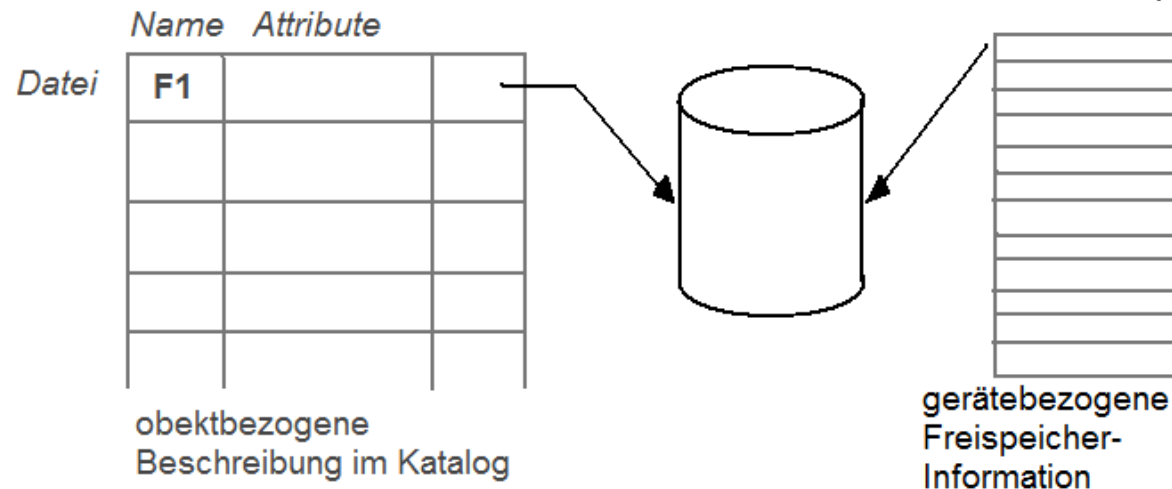 Name Attribute
Datei F1
obektbezogene
Beschreibung im Katalog
gerätebezogene
Freispeicher-
Information